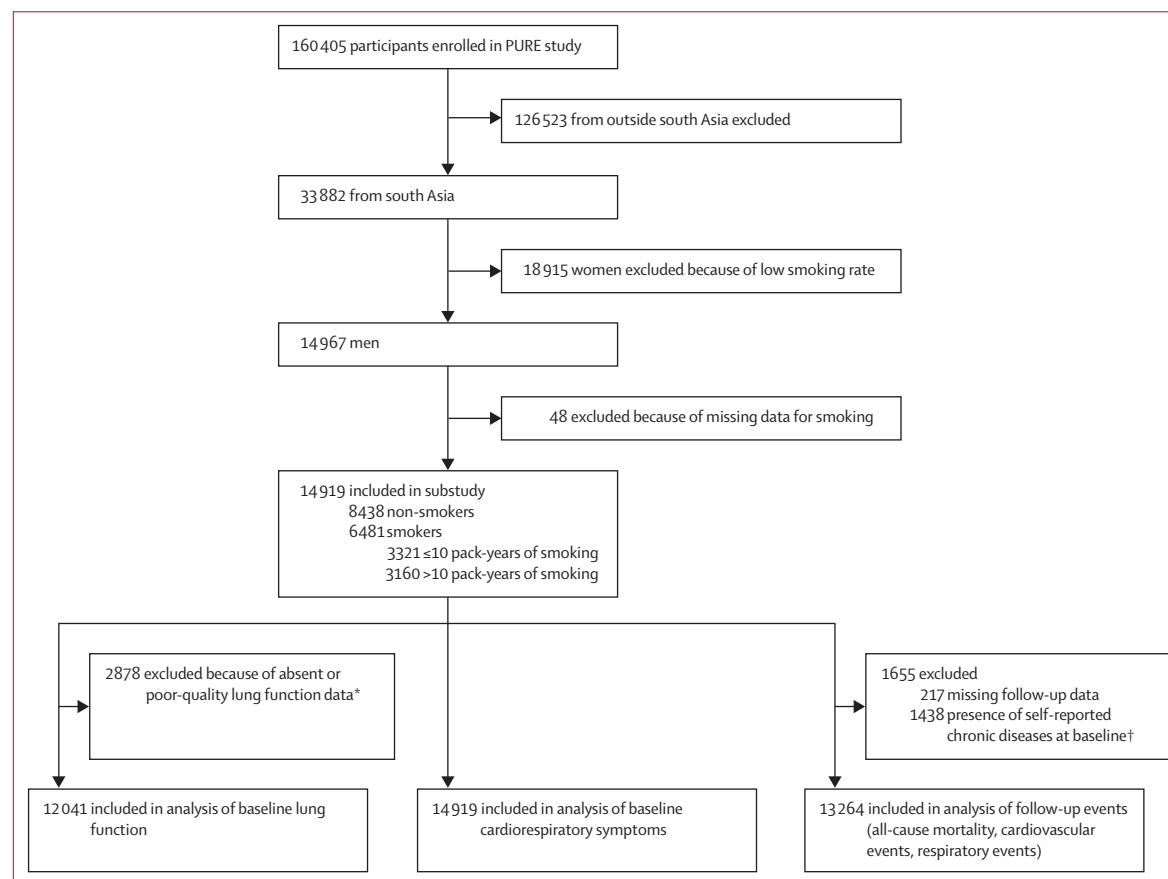 160 405 participants enrolled in PURE study
126 523 from outside south Asia excluded
33 882 from south Asia
18 915 women excluded because of low smoking rate
14 967 men
48 excluded because of missing data for smoking
14 919 included in substudy
8438 non-smokers
6481 smokers
3321 ≤10 pack-years of smoking
3160 >10 pack-years of smoking
2878 excluded because of absent or
poor-quality lung function data*
1655 excluded
217 missing follow-up data
1438 presence of self-reported
chronic diseases at baseline†
12 041 included in analysis of baseline lung
function
14 919 included in analysis of baseline
cardiorespiratory symptoms
13 264 included in analysis of follow-up events
(all-cause mortality, cardiovascular
events, respiratory events)